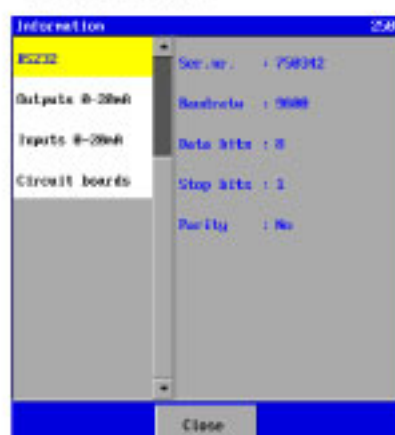 Information 250
RS232
Outputs 0-20mA
Inputs 0-20mA
Circuit boards
Ser.nr. : 750342
Baudrate : 9600
Data bits : 8
Stop bits : 1
Parity : No
Close